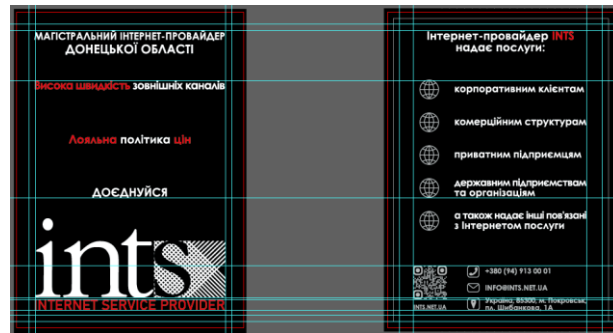 МАГІСТРАЛЬНИЙ ІНТЕРНЕТ-ПРОВАЙДЕР
ДОНЕЦЬКОЇ ОБЛАСТІ
Висока швидкість зовнішніх каналів
Лояльна політика цін
ДОЄДНУЙСЯ
ints
INTERNET SERVICE PROVIDER
Інтернет-провайдер INTS
надає послуги:
корпоративним клієнтам
комерційним структурам
приватним підприємцям
державним підприємствам
та організаціям
а також надає інші пов'язані
з Інтернетом послуги
+380 (94) 913 00 01
INFO@INTS.NET.UA
INTS.NET.UA
Україна, 85300, м. Покровськ,
пл. Шибанкова, 1А